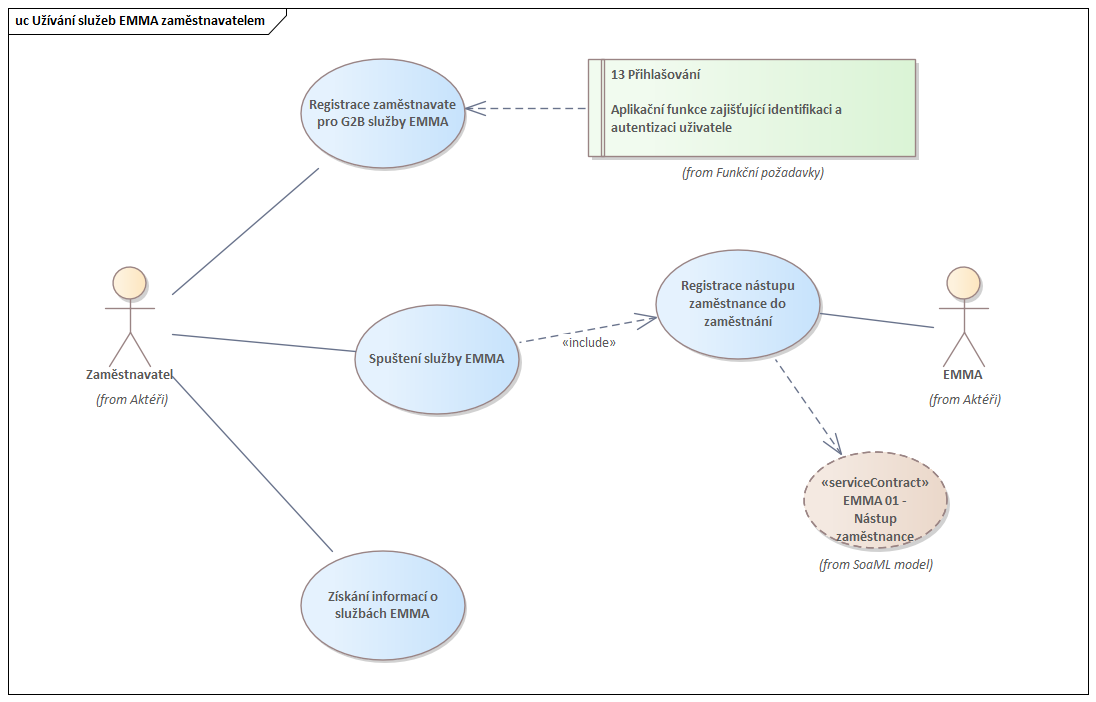 uc Užívání služeb EMMA zaměstnavatelem
Registrace zaměstnavate
pro G2B služby EMMA
13 Přihlašování
Aplikační funkce zajišťující identifikaci a
autentizaci uživatele
(from Funkční požadavky)
Registrace nástupu
zaměstnance do
zaměstnání
Spuštení služby EMMA
«include»
Zaměstnavatel
(from Aktéři)
EMMA
(from Aktéři)
«serviceContract»
EMMA 01 -
Nástup
zaměstnance
(from SoaML model)
Získání informací o
službách EMMA